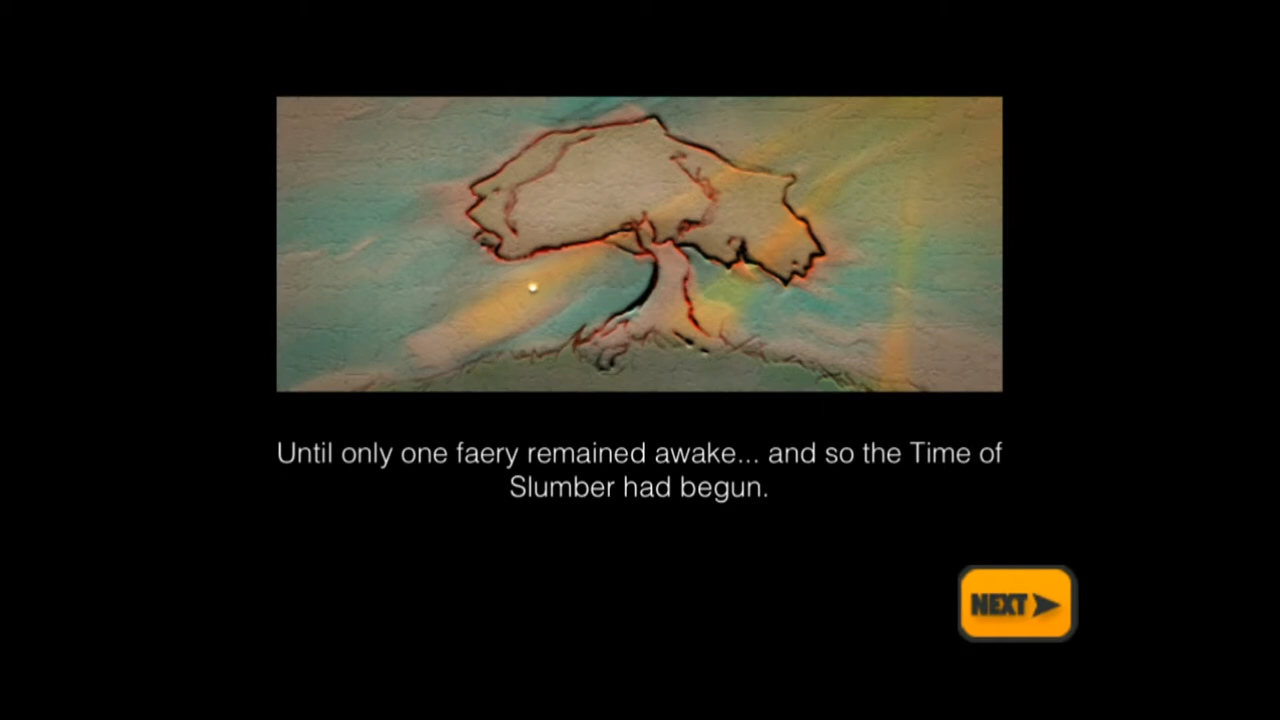 Until only one faery remained awake... and so the Time of
Slumber had begun.
NEXT